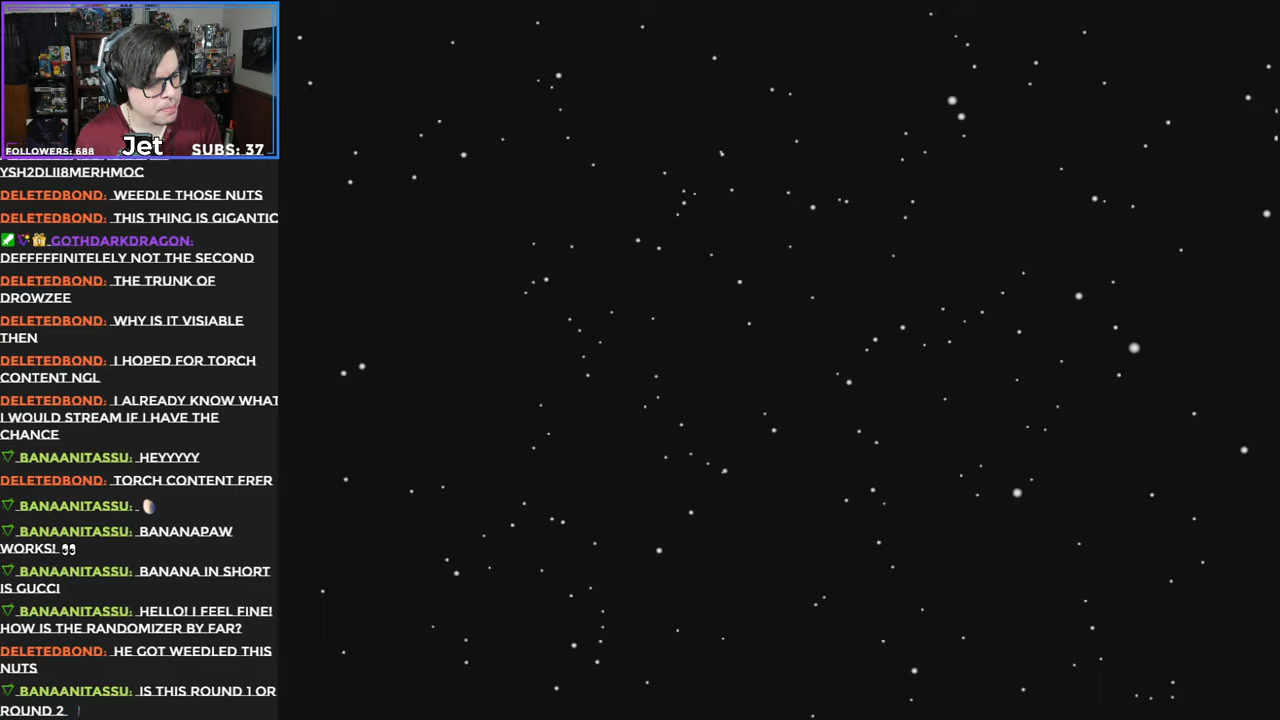 FOLLOWERS: 688
Jet
SUBS: 37
YSH2DLII8MERHMOC
DELETEDBOND: WEEDLE THOSE NUTS
DELETEDBOND: THIS THING IS GIGANTIC
GOTHDARKDRAGON:
DEFFFFFINITELELY NOT THE SECOND
DELETEDBOND: THE TRUNK OF
DROWZEE
DELETEDBOND: WHY IS IT VISIABLE
THEN
DELETEDBOND: I HOPED FOR TORCH
CONTENT NGL
DELETEDBOND: I ALREADY KNOW WHAT
I WOULD STREAM IF I HAVE THE
CHANCE
BANAANITASSU: HEYYYYY
DELETEDBOND: TORCH CONTENT FRFR
BANAANITASSU:
BANAANITASSU: BANANAPAW
WORKS!
BANAANITASSU: BANANA IN SHORT
IS GUCCI
BANAANITASSU: HELLO! I FEEL FINE!
HOW IS THE RANDOMIZER BY FAR?
DELETEDBOND: HE GOT WEEDLED THIS
NUTS
BANAANITASSU: IS THIS ROUND 1 OR
ROUND 2